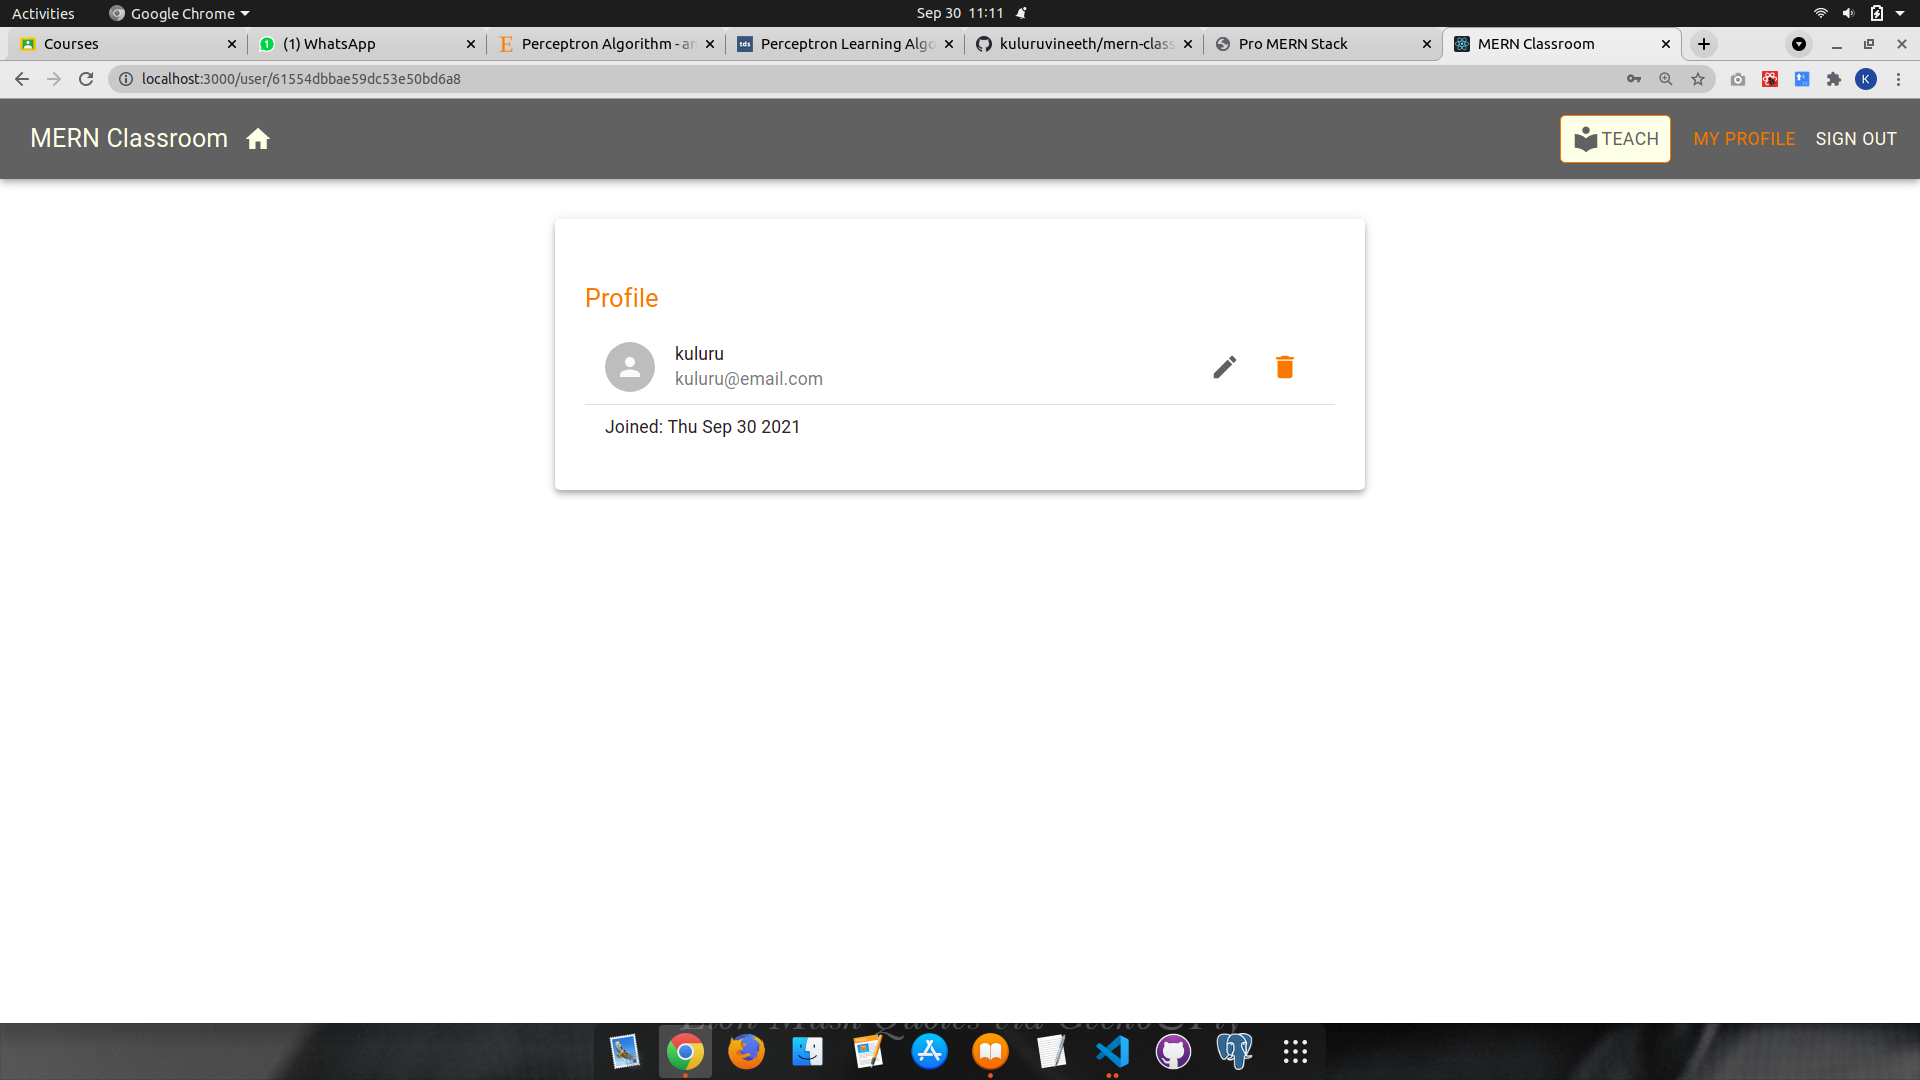 Activities Google Chrome Sep 30 11:11
Courses (1) WhatsApp Perceptron Algorithm - an Perceptron Learning Algo kuluruvineeth/mern-class Pro MERN Stack MERN Classroom
localhost:3000/user/61554dbbae59dc53e50bd6a8 K
MERN Classroom TEACH MY PROFILE SIGN OUT
Profile
kuluru
kuluru@email.com
Joined: Thu Sep 30 2021